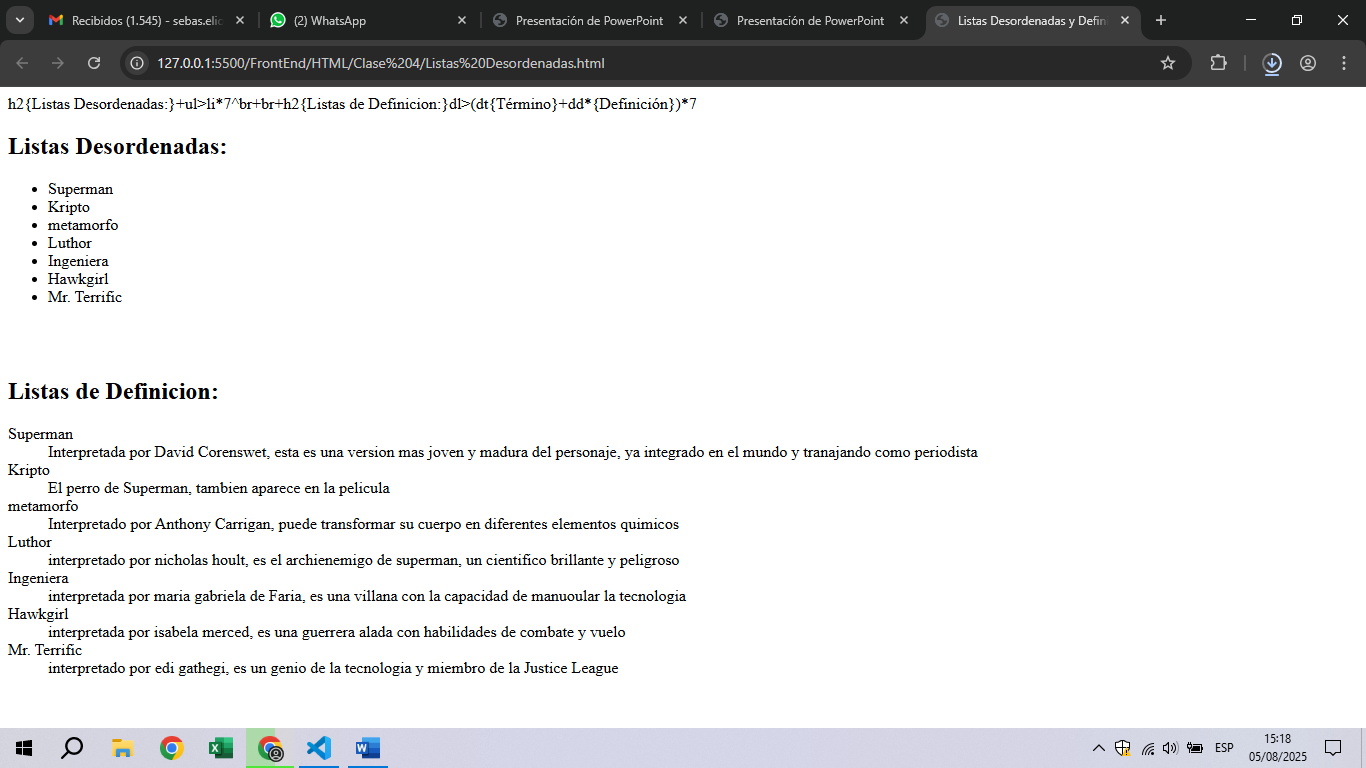 Recibidos (1.545) - sebas.elic
(2) WhatsApp
Presentación de PowerPoint
Presentación de PowerPoint
Listas Desordenadas y Defini
127.0.0.1:5500/FrontEnd/HTML/Clase%204/Listas%20Desordenadas.html
h2{Listas Desordenadas:}+ul>li*7^br+br+h2{Listas de Definicion:}dl>(dt{Término}+dd*{Definición})*7
Listas Desordenadas:
Superman
Kripto
metamorfo
Luthor
Ingeniera
Hawkgirl
Mr. Terrific
Listas de Definicion:
Superman
Interpretada por David Corenswet, esta es una version mas joven y madura del personaje, ya integrado en el mundo y tranajando como periodista
Kripto
El perro de Superman, tambien aparece en la pelicula
metamorfo
Interpretado por Anthony Carrigan, puede transformar su cuerpo en diferentes elementos quimicos
Luthor
interpretado por nicholas hoult, es el archienemigo de superman, un cientifico brillante y peligroso
Ingeniera
interpretada por maria gabriela de Faria, es una villana con la capacidad de manuoular la tecnologia
Hawkgirl
interpretada por isabela merced, es una guerrera alada con habilidades de combate y vuelo
Mr. Terrific
interpretado por edi gathegi, es un genio de la tecnologia y miembro de la Justice League
ESP
15:18
05/08/2025